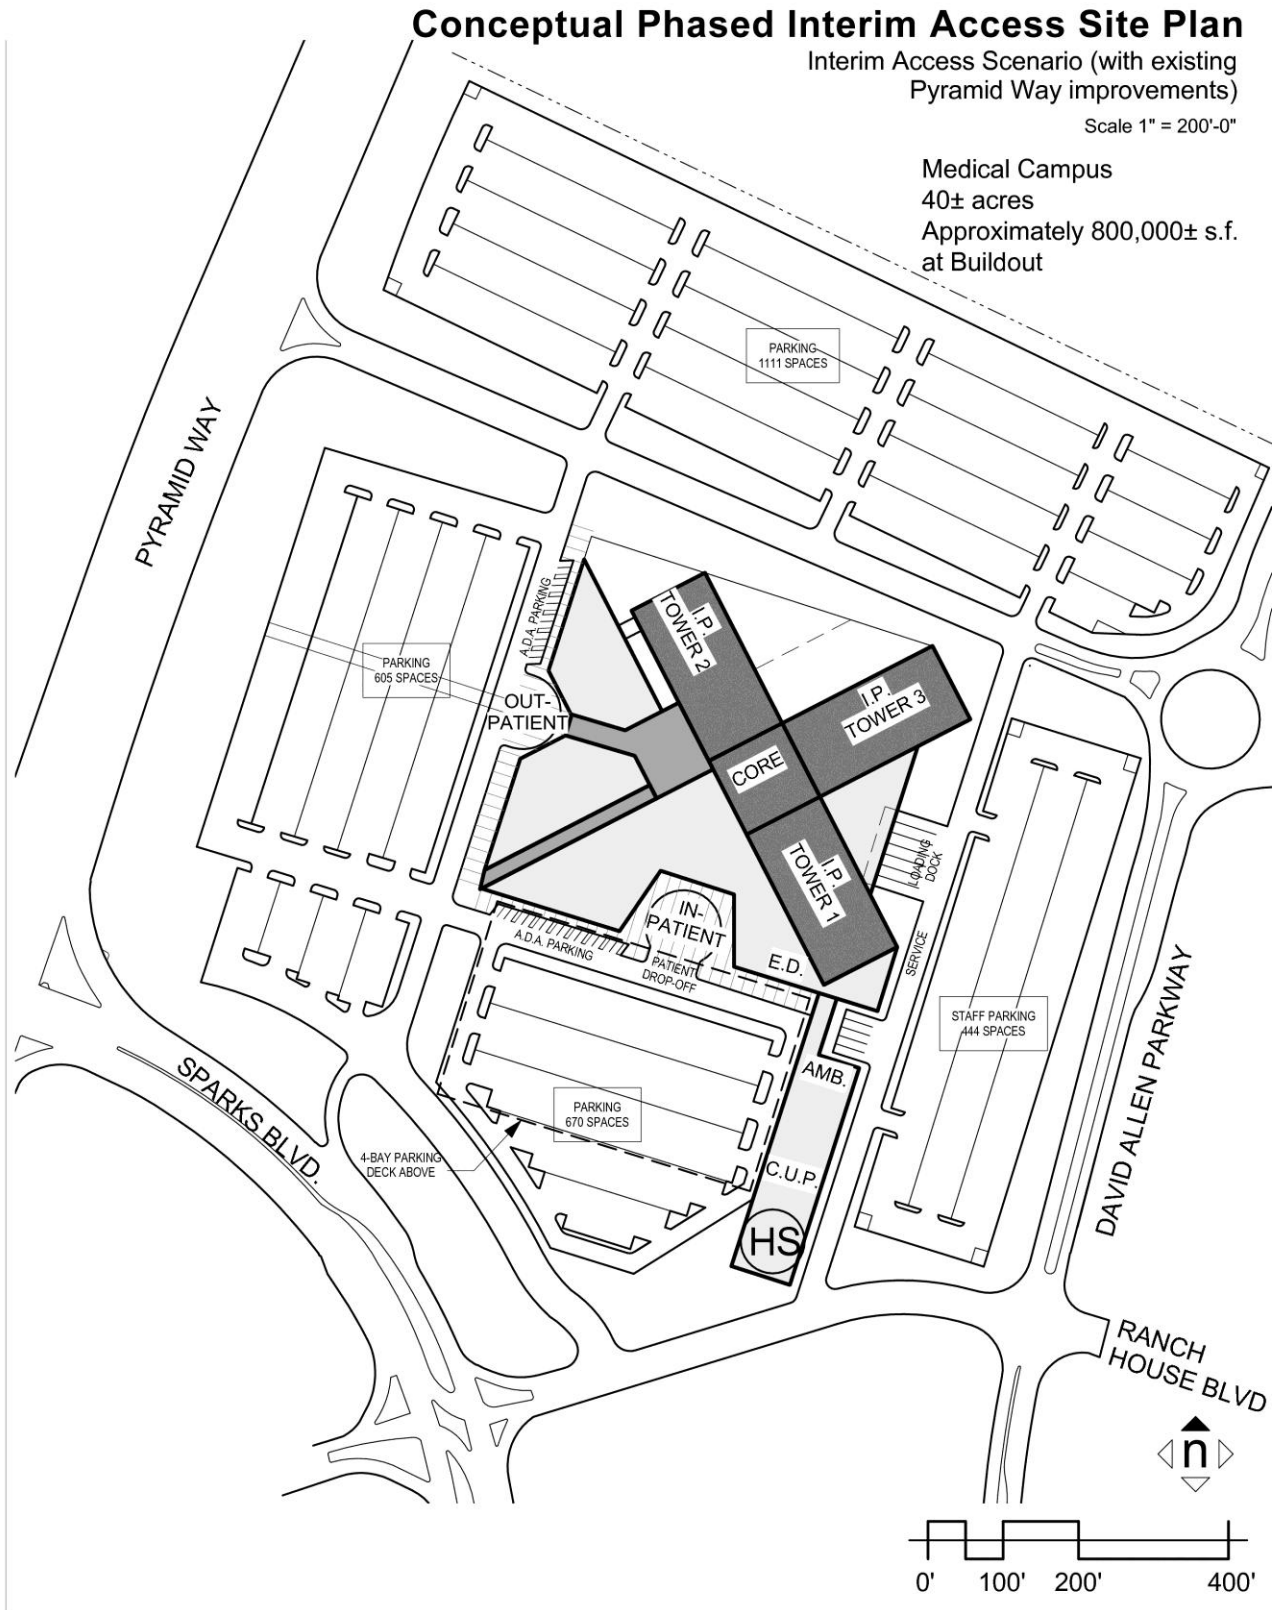 Conceptual Phased Interim Access Site Plan
Interim Access Scenario (with existing
Pyramid Way improvements)
Scale 1" = 200'-0"
Medical Campus
40± acres
Approximately 800,000± s.f.
at Buildout
PARKING
1111 SPACES
PYRAMID WAY
A.D.A. PARKING
I.P.
TOWER 2
PARKING
605 SPACES
OUT-
PATIENT
I.P.
TOWER 3
CORE
I.P.
TOWER 1
LOADING
DOCK
IN-
PATIENT
A.D.A. PARKING
PATIENT
DROP-OFF
E.D.
SERVICE
STAFF PARKING
444 SPACES
DAVID ALLEN PARKWAY
SPARKS BLVD.
AMB.
PARKING
670 SPACES
4-BAY PARKING
DECK ABOVE
C.U.P.
HS
RANCH
HOUSE BLVD
n
0' 100' 200' 400'